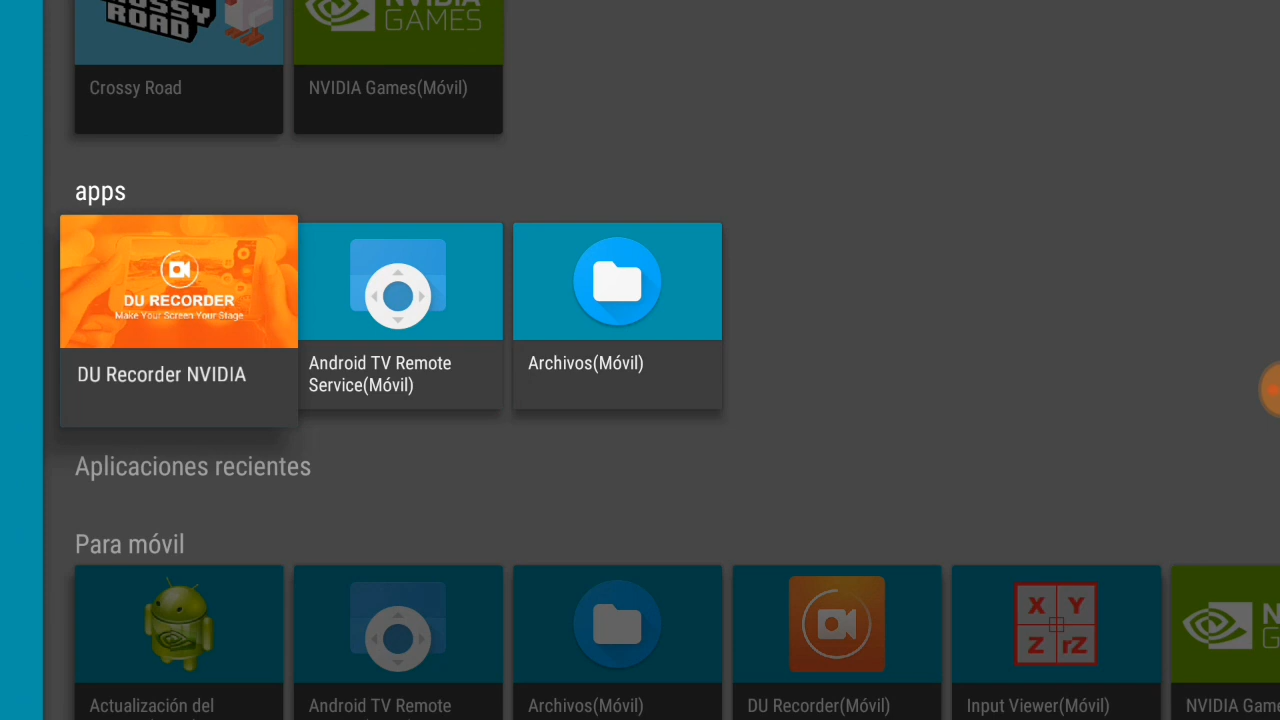 CROSSY
ROAD
NVIDIA
GAMES
Crossy Road
NVIDIA Games(Móvil)
apps
DU RECORDER
Make Your Screen Your Stage
DU Recorder NVIDIA
Android TV Remote
Service(Móvil)
Archivos(Móvil)
Aplicaciones recientes
Para móvil
X Y
Z rZ
Actualización del
Android TV Remote
Archivos(Móvil)
DU Recorder(Móvil)
Input Viewer(Móvil)
NVIDIA Game